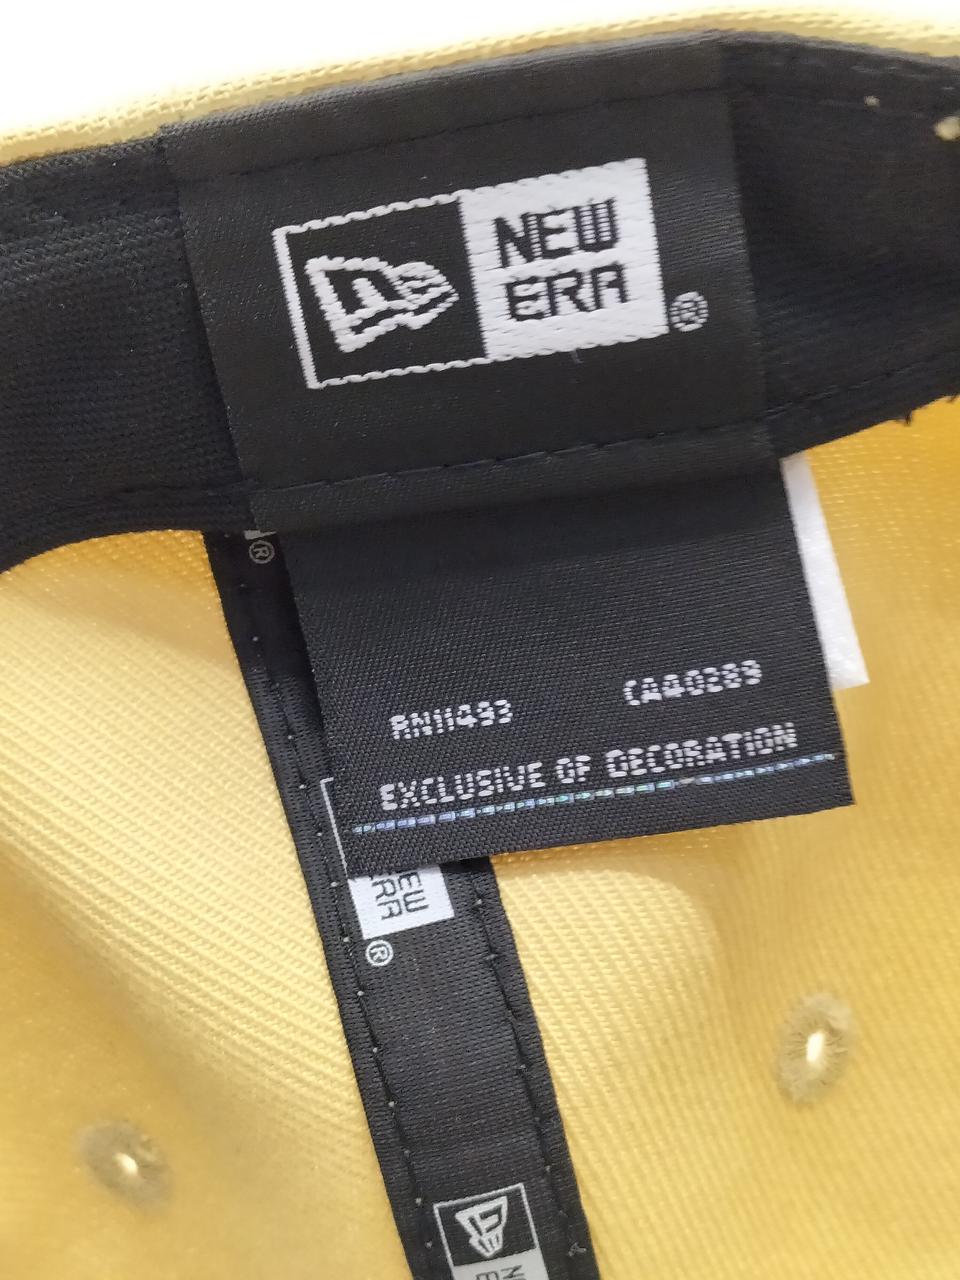 NEW
ERA
®
®
RN11493 CA40289
EXCLUSIVE OF DECORATION
NEW
ERA
®